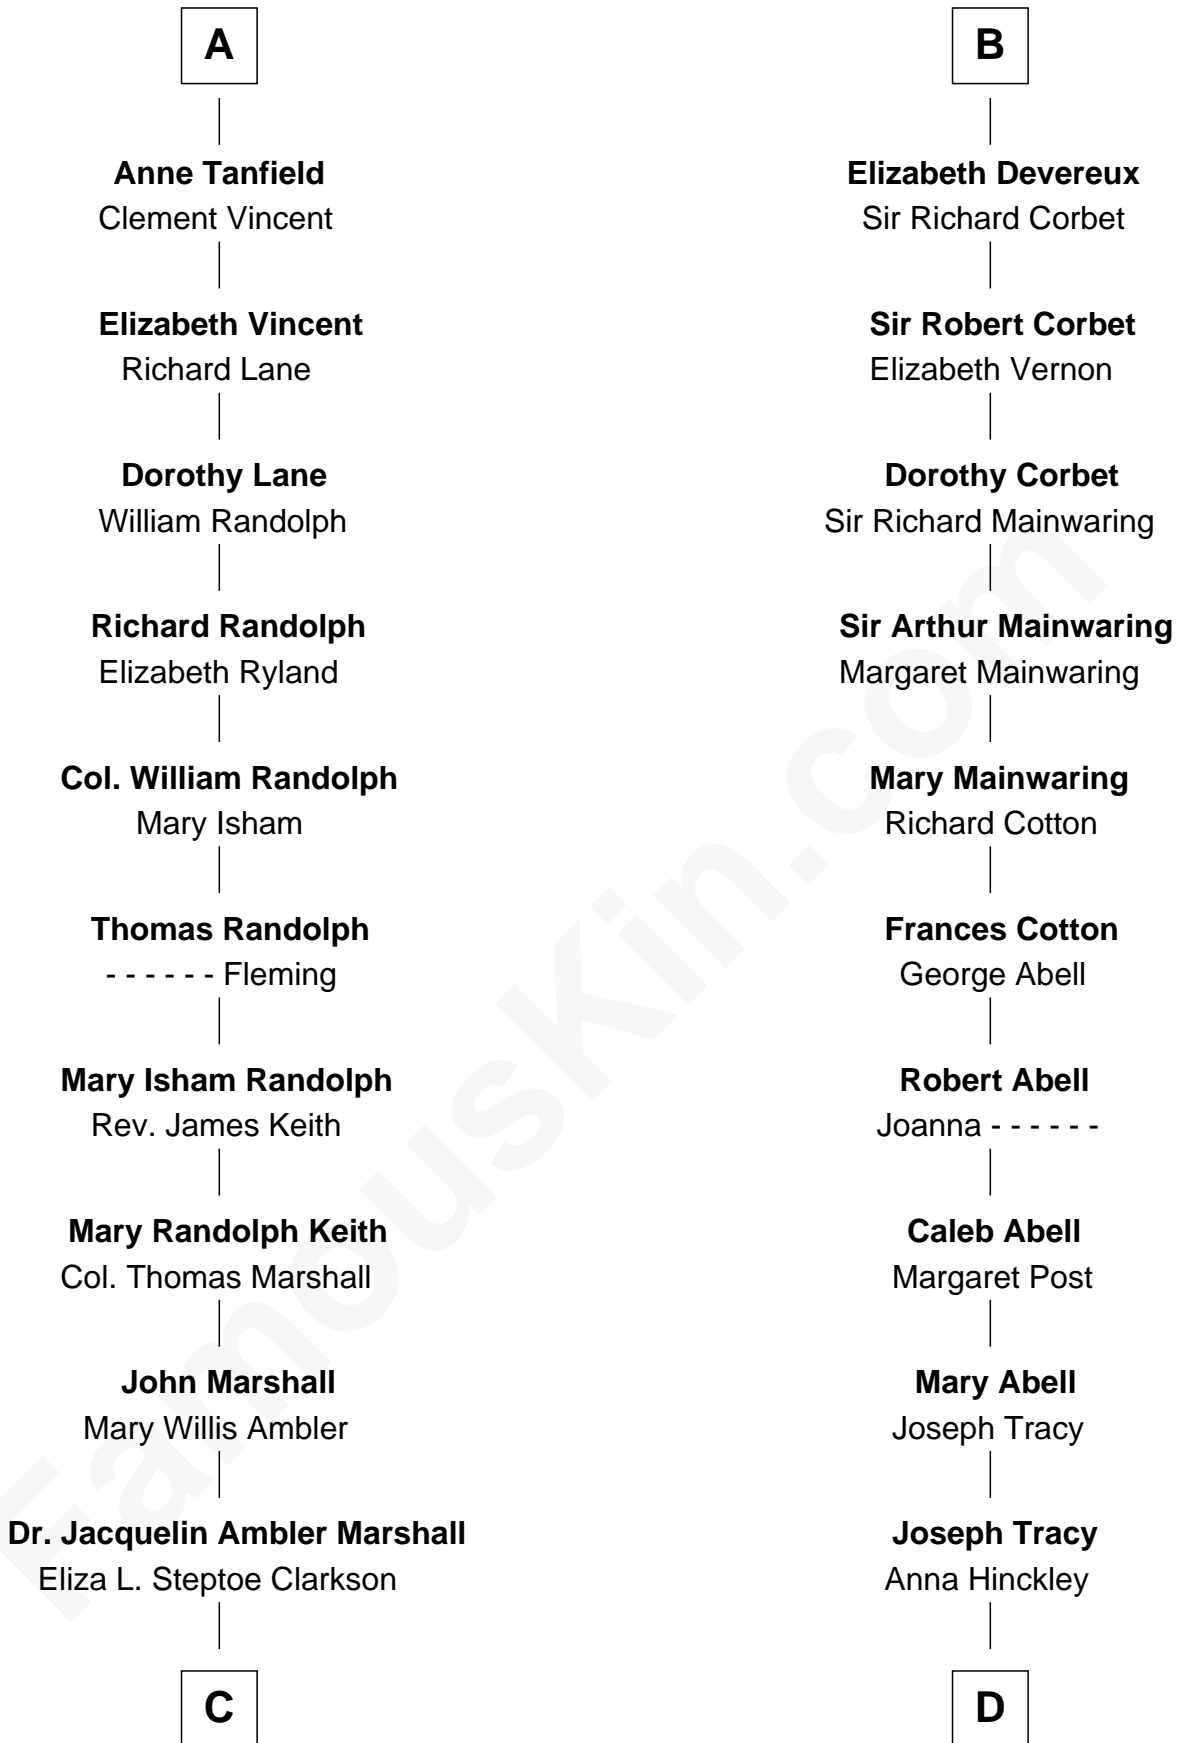 A
Anne Tanfield
Clement Vincent
Elizabeth Vincent
Richard Lane
Dorothy Lane
William Randolph
Richard Randolph
Elizabeth Ryland
Col. William Randolph
Mary Isham
Thomas Randolph
- - - - - - Fleming
Mary Isham Randolph
Rev. James Keith
Mary Randolph Keith
Col. Thomas Marshall
John Marshall
Mary Willis Ambler
Dr. Jacquelin Ambler Marshall
Eliza L. Steptoe Clarkson
C
B
Elizabeth Devereux
Sir Richard Corbet
Sir Robert Corbet
Elizabeth Vernon
Dorothy Corbet
Sir Richard Mainwaring
Sir Arthur Mainwaring
Margaret Mainwaring
Mary Mainwaring
Richard Cotton
Frances Cotton
George Abell
Robert Abell
Joanna - - - - - -
Caleb Abell
Margaret Post
Mary Abell
Joseph Tracy
Joseph Tracy
Anna Hinckley
D
FamousKin.com